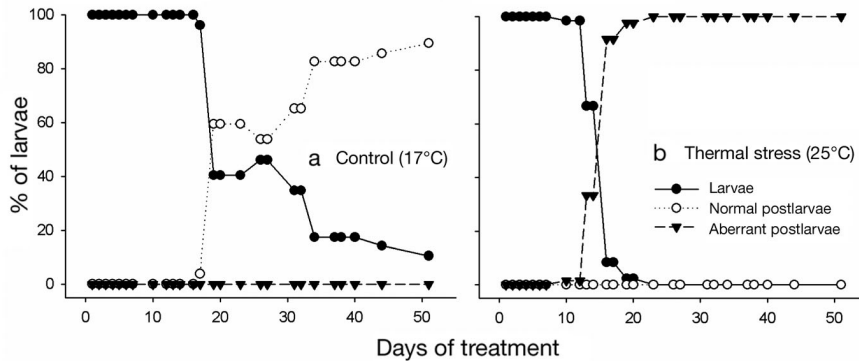 100
80
60
40
20
0
% of larvae
a Control (17°C)
b Thermal stress (25°C)
Larvae
Normal postlarvae
Aberrant postlarvae
0 10 20 30 40 50 0 10 20 30 40 50
Days of treatment